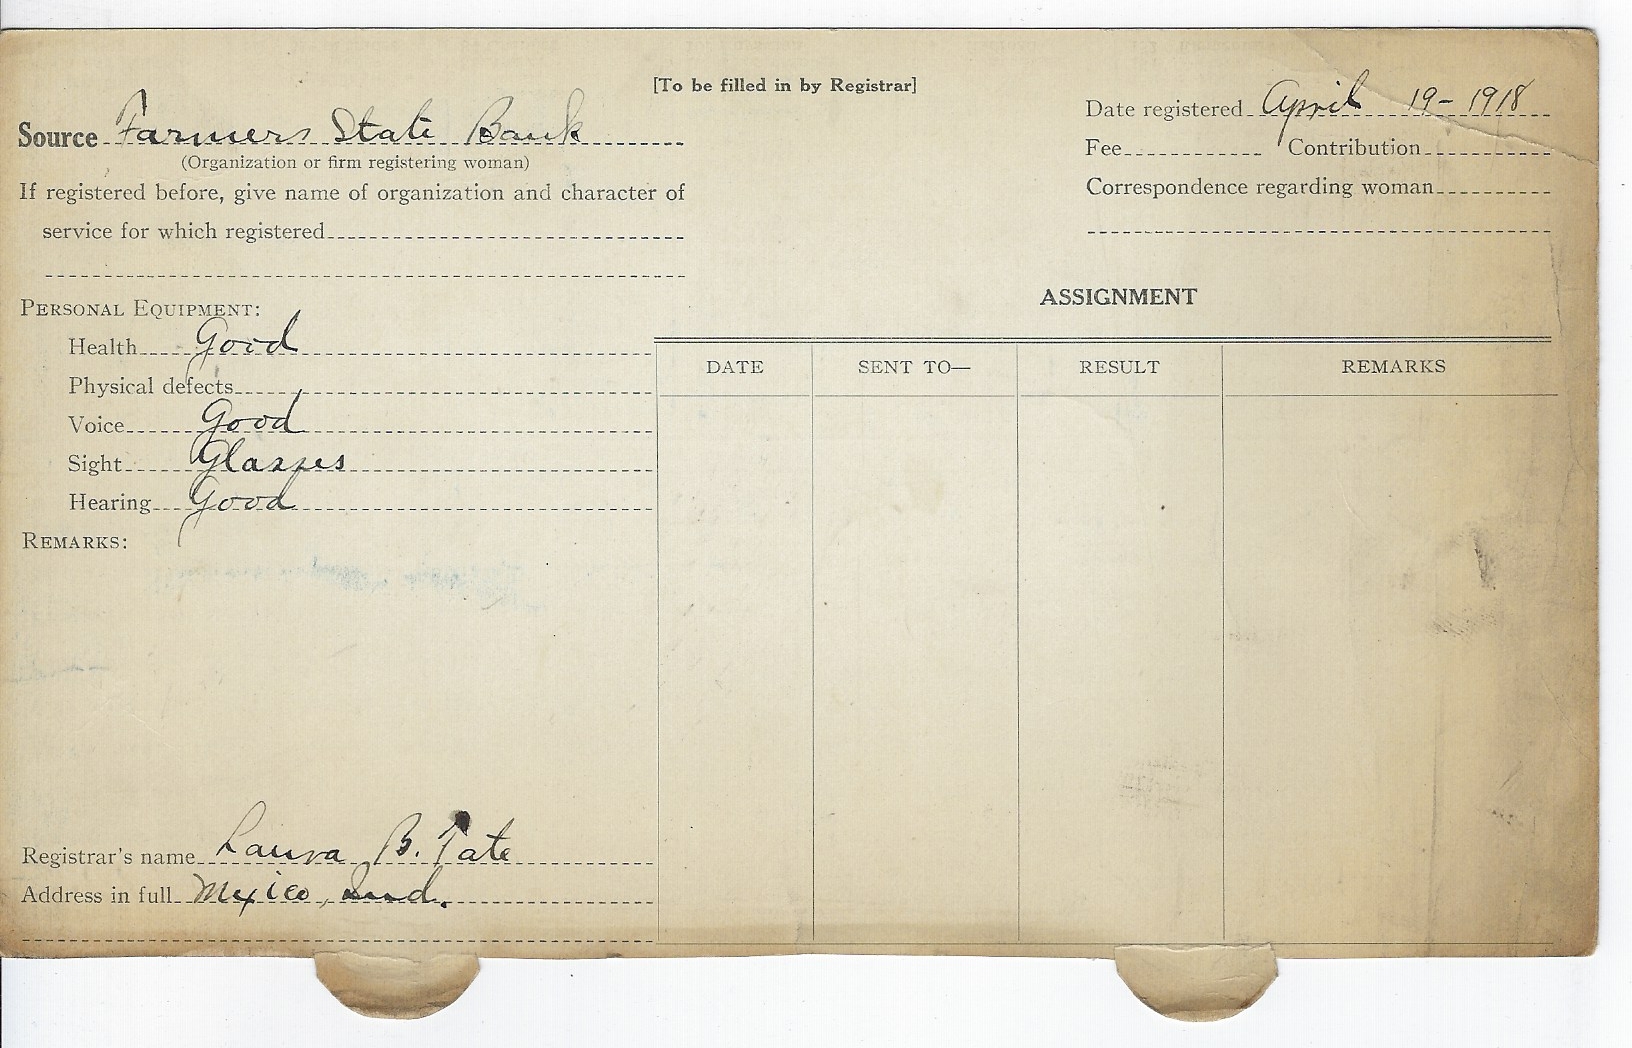 [To be filled in by Registrar]
Source Farmers State Bank
(Organization or firm registering woman)
If registered before, give name of organization and character of
service for which registered
Date registered April 19-1918
Fee Contribution
Correspondence regarding woman
PERSONAL EQUIPMENT:
Health Good
Physical defects
Voice Good
Sight Glasses
Hearing Good
REMARKS:
ASSIGNMENT
DATE SENT TO— RESULT REMARKS
Registrar's name Laura B. Tate
Address in full Mexico, Ind.